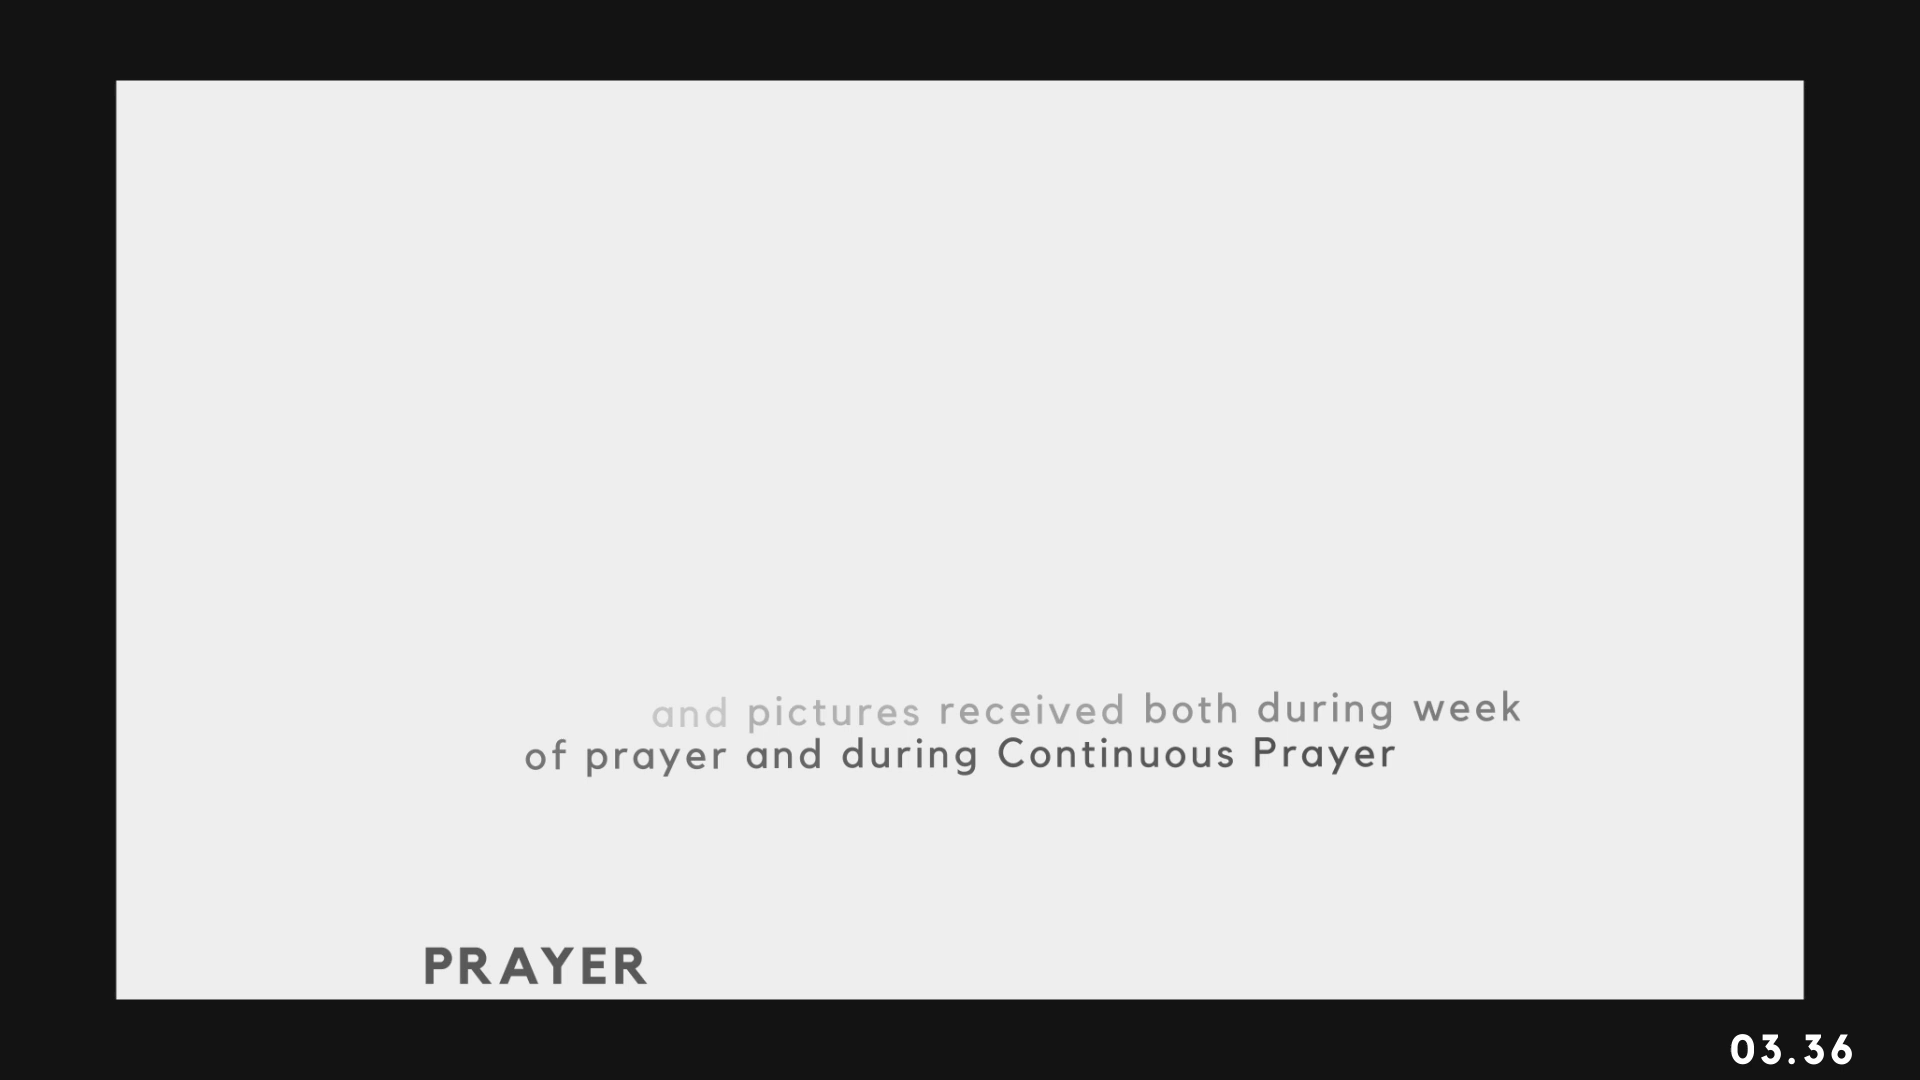 and pictures received both during week
of prayer and during Continuous Prayer
PRAYER
03.36